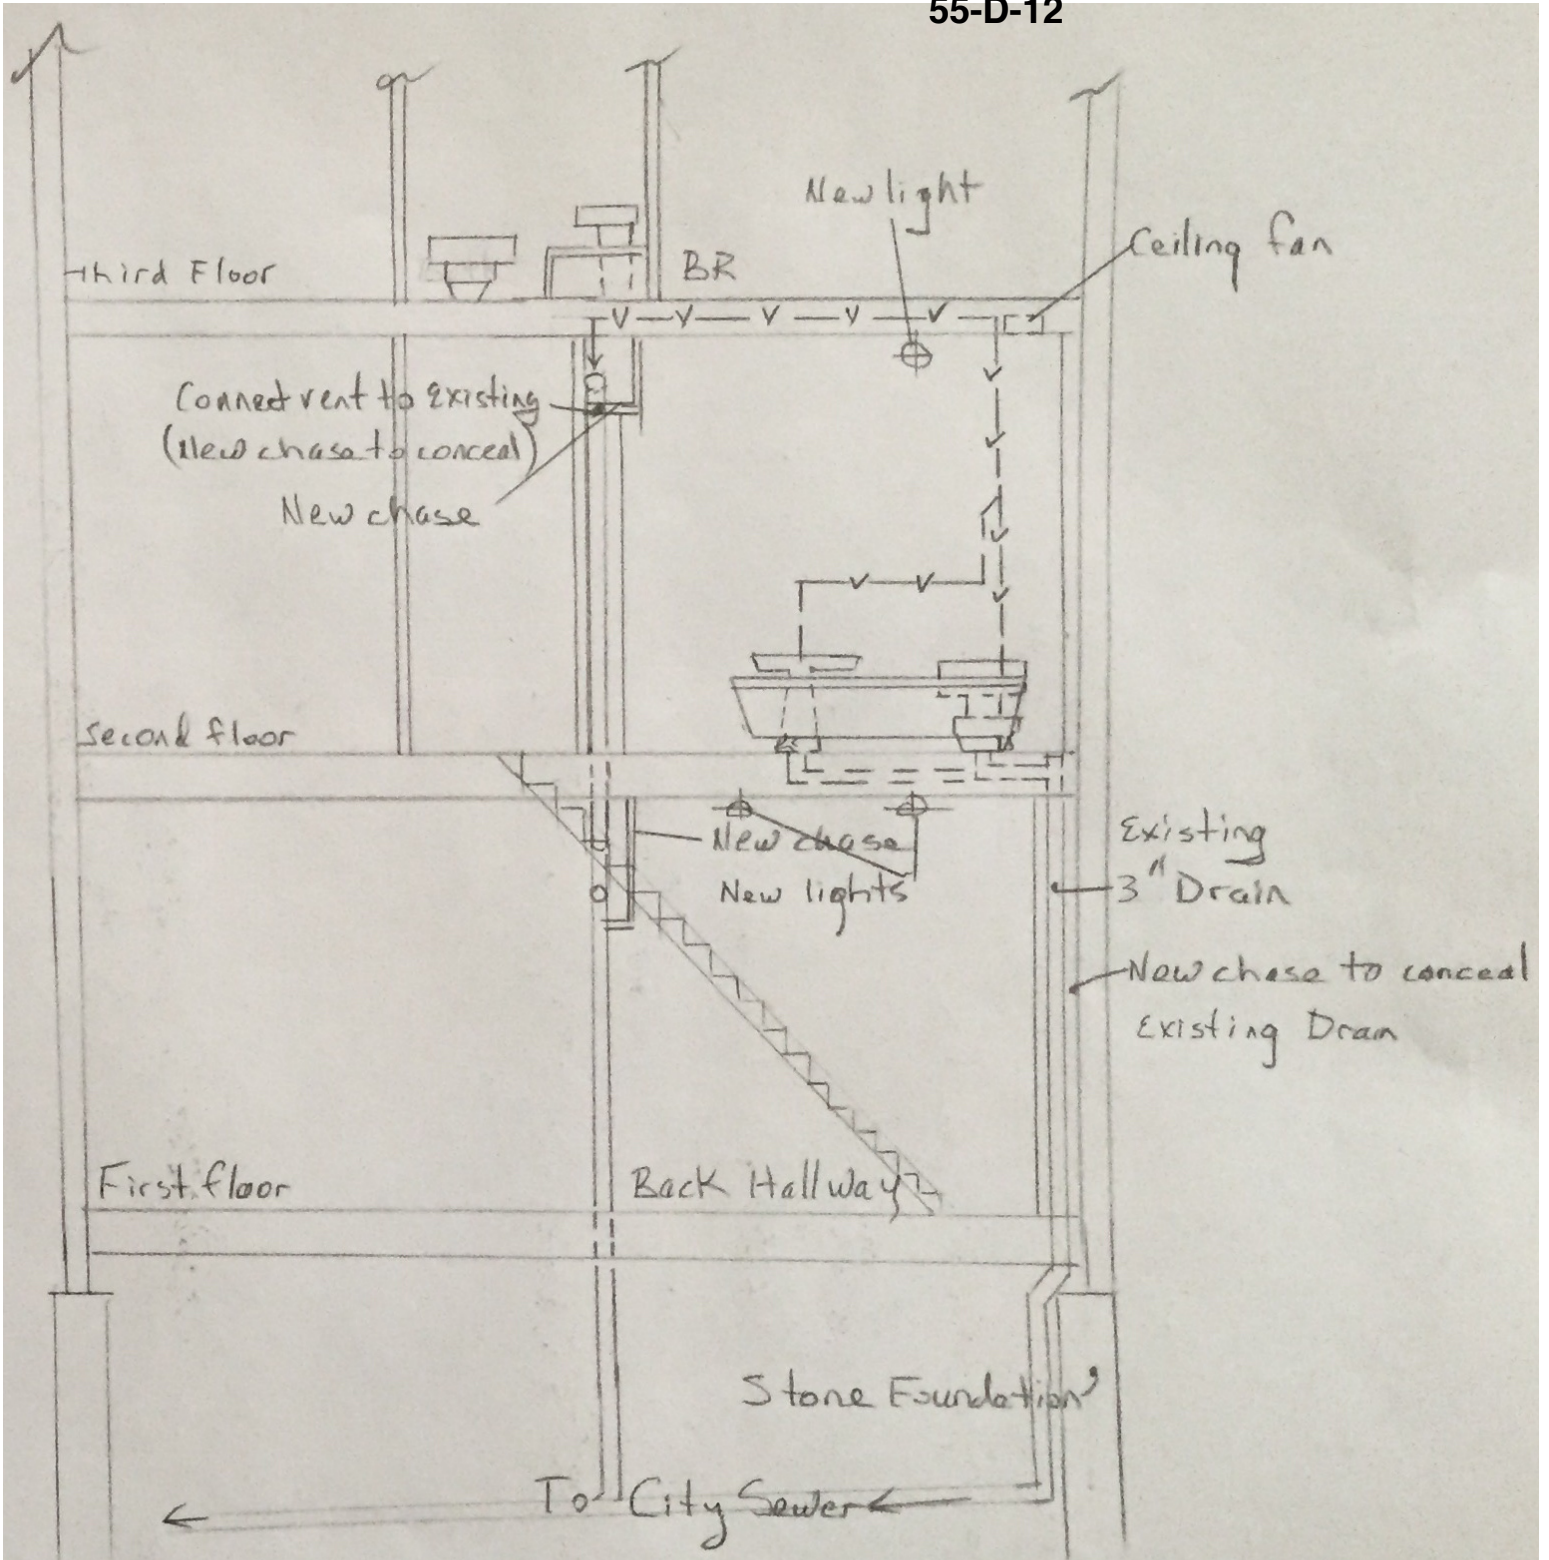 55-D-12
New light
Ceiling fan
Third Floor
BR
Connect vent to Existing
(New chase to conceal)
New chase
Second floor
New chase
New lights
Existing
3" Drain
New chase to conceal
Existing Drain
First floor
Back Hallway
Stone Foundation
To City Sewer